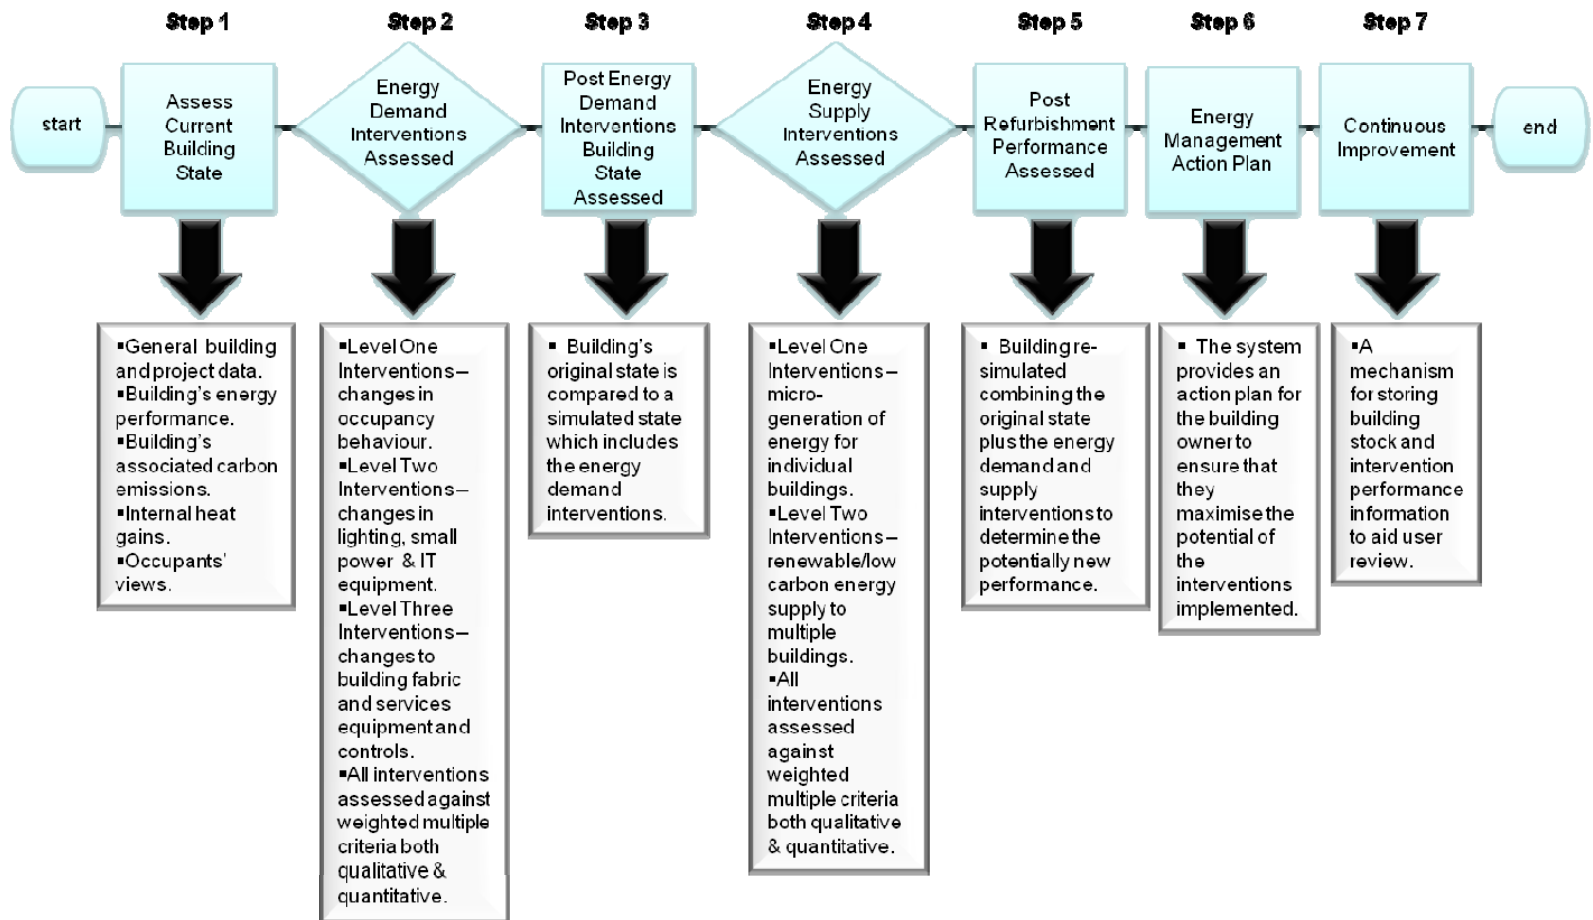 Step 1
Step 2
Step 3
Step 4
Step 5
Step 6
Step 7
start
Assess
Current
Building
State
Energy
Demand
Interventions
Assessed
Post Energy
Demand
Interventions
Building
State
Assessed
Energy
Supply
Interventions
Assessed
Post
Refurbishment
Performance
Assessed
Energy
Management
Action Plan
Continuous
Improvement
end
▪General building
and project data.
▪Building's energy
performance.
▪Building's
associated carbon
emissions.
▪Internal heat
gains.
▪Occupants'
views.
▪Level One
Interventions–
changes in
occupancy
behaviour.
▪Level Two
Interventions–
changes in
lighting, small
power & IT
equipment.
▪Level Three
Interventions–
changes to
building fabric
and services
equipment and
controls.
▪All interventions
assessed against
weighted multiple
criteria both
qualitative &
quantitative.
▪ Building's
original state is
compared to a
simulated state
which includes
the energy
demand
interventions.
▪Level One
Interventions–
micro-
generation of
energy for
individual
buildings.
▪Level Two
Interventions–
renewable/low
carbon energy
supply to
multiple
buildings.
▪All
interventions
assessed
against
weighted
multiple criteria
both qualitative
& quantitative.
▪ Building re-
simulated
combining the
original state
plus the energy
demand and
supply
interventions to
determine the
potentially new
performance.
▪ The system
provides an
action plan for
the building
owner to
ensure that
they
maximise the
potential of
the
interventions
implemented.
▪A
mechanism
for storing
building
stock and
intervention
performance
information
to aid user
review.